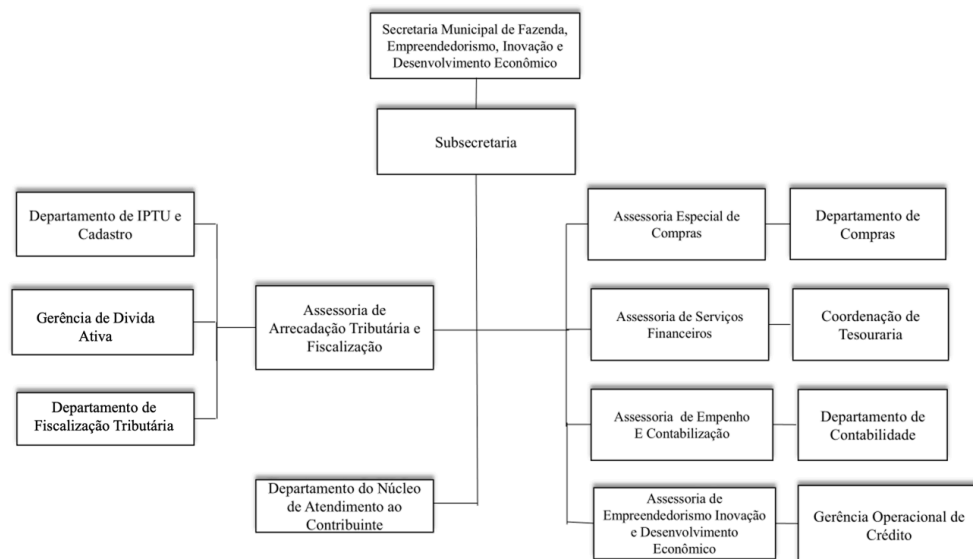 Secretaria Municipal de Fazenda,
Empreendedorismo, Inovação e
Desenvolvimento Econômico
Subsecretaria
Departamento de IPTU e
Cadastro
Gerência de Divida
Ativa
Departamento de
Fiscalização Tributária
Assessoria de
Arrecadação Tributária e
Fiscalização
Departamento do Núcleo
de Atendimento ao
Contribuinte
Assessoria Especial de
Compras
Departamento de
Compras
Assessoria de Serviços
Financeiros
Coordenação de
Tesouraria
Assessoria de Empenho
E Contabilização
Departamento de
Contabilidade
Assessoria de
Empreendedorismo Inovação
e Desenvolvimento
Econômico
Gerência Operacional de
Crédito